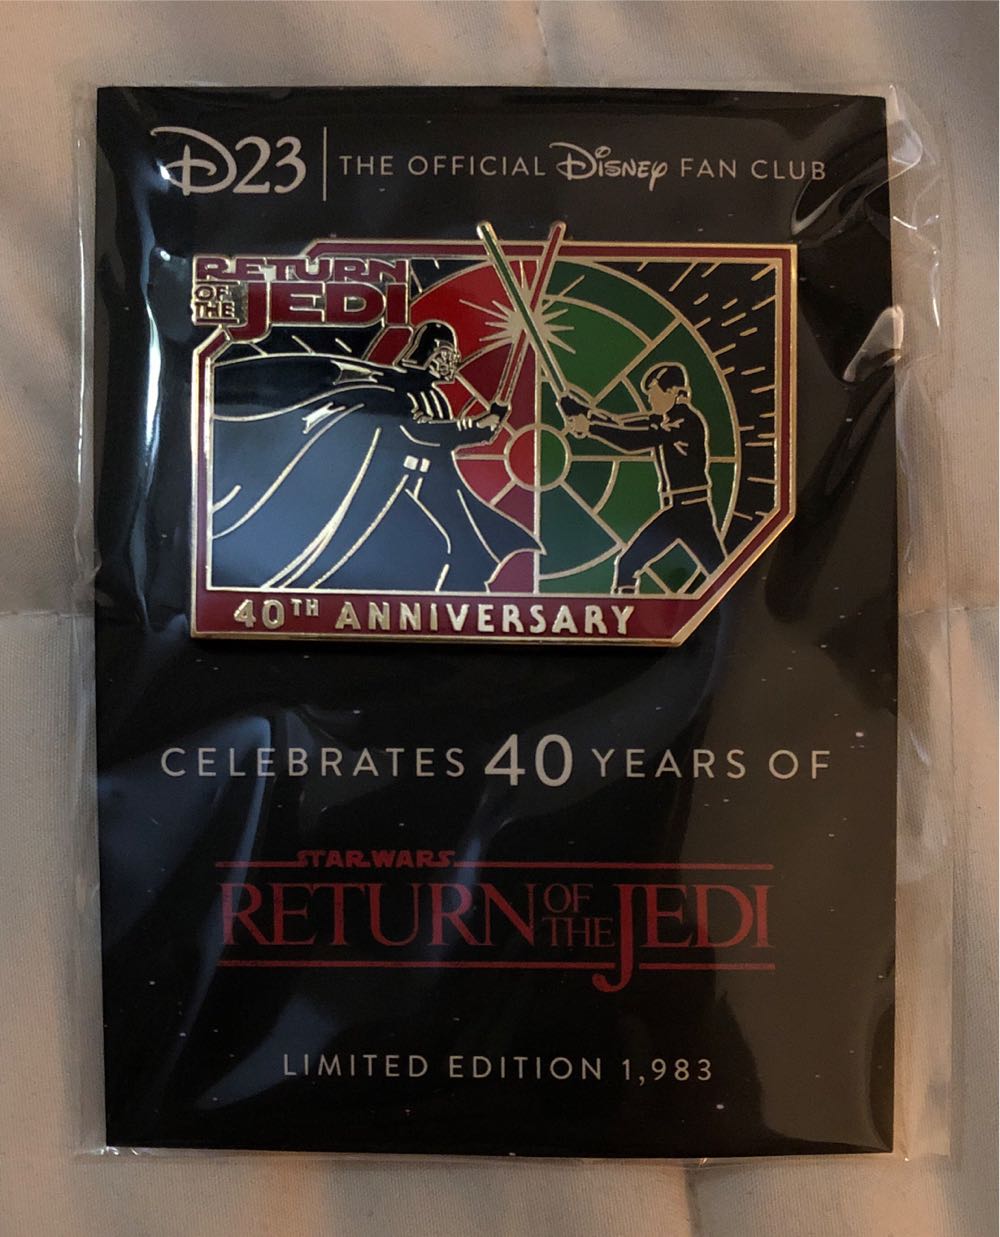 D23 | THE OFFICIAL Disney FAN CLUB
RETURN
OF THE JEDI
40TH ANNIVERSARY
CELEBRATES 40 YEARS OF
STAR WARS
RETURN OF THE JEDI
LIMITED EDITION 1,983